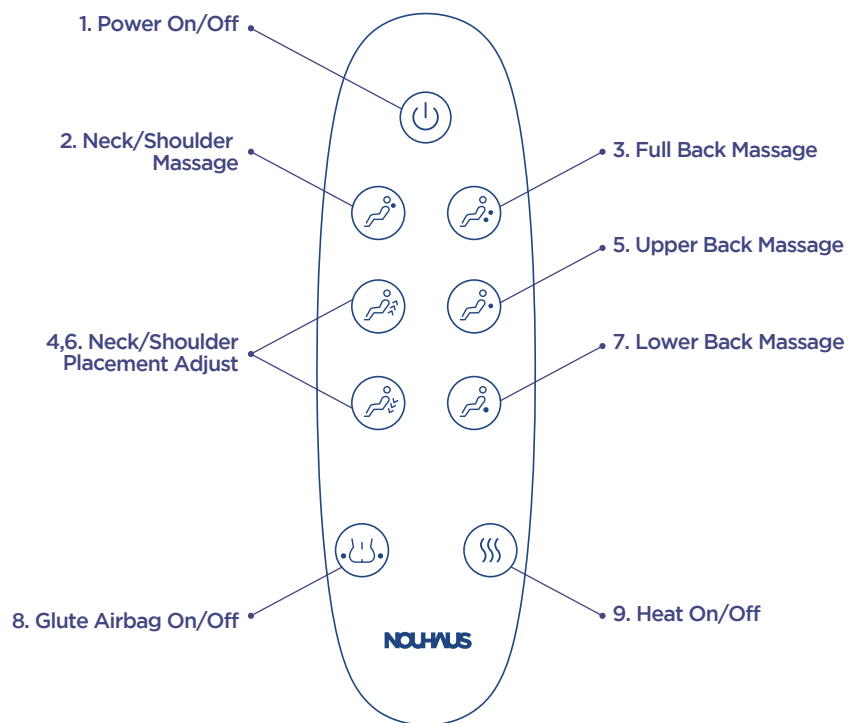 1. Power On/Off
2. Neck/Shoulder
Massage
3. Full Back Massage
5. Upper Back Massage
4,6. Neck/Shoulder
Placement Adjust
7. Lower Back Massage
8. Glute Airbag On/Off
9. Heat On/Off
NOUHAUS